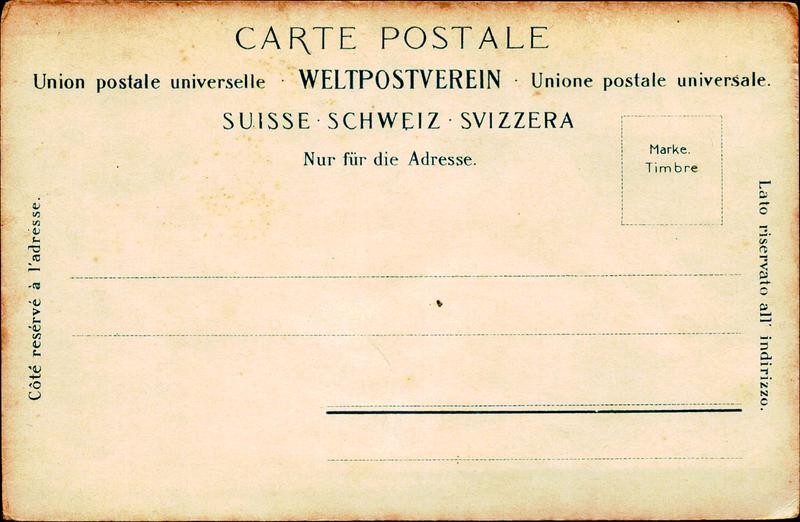 CARTE POSTALE
Union postale universelle · WELTPOSTVEREIN · Unione postale universale.
SUISSE · SCHWEIZ · SVIZZERA
Nur für die Adresse.
Marke.
Timbre
Côté resérvé à l'adresse.
Lato riservato all' indirizzo.